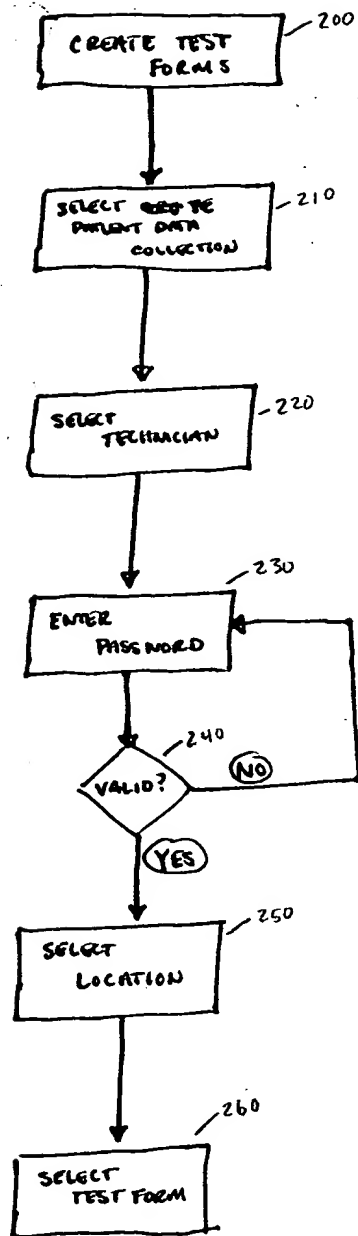 CREATE TEST
FORMS
200
SELECT
PATIENT DATA
COLLECTION
210
SELECT
TECHNICIAN
220
230
ENTER
PASSWORD
240
VALID?
NO
YES
250
SELECT
LOCATION
260
SELECT
TEST FORM